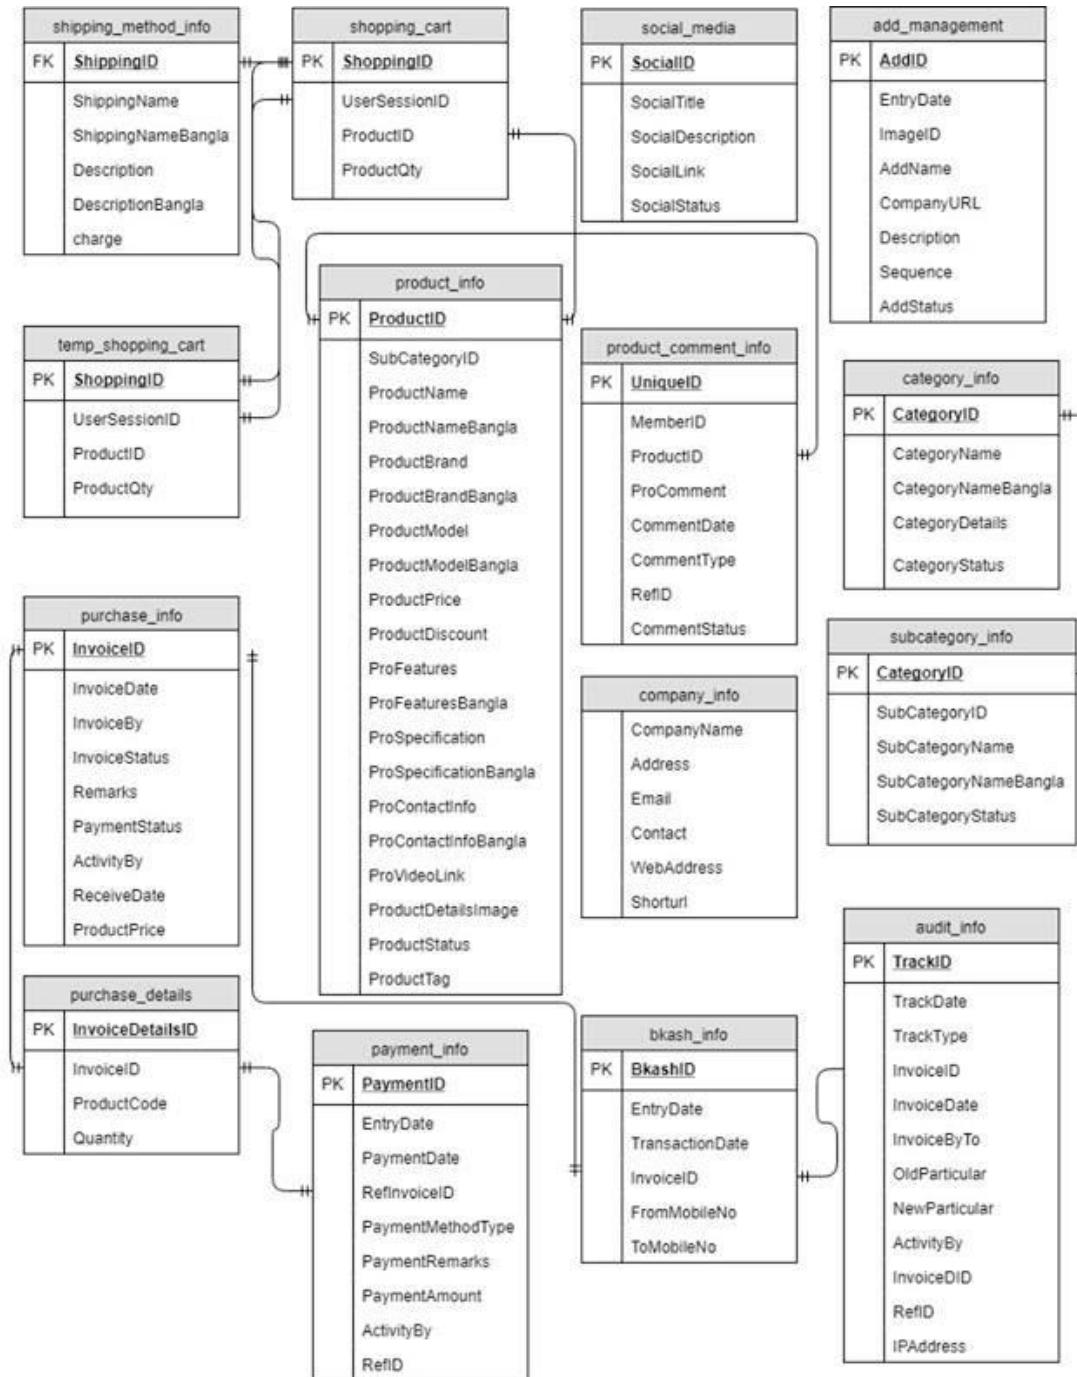 shipping_method_info
FK ShippingID
ShippingName
ShippingNameBangla
Description
DescriptionBangla
charge
shopping_cart
PK ShoppingID
UserSessionID
ProductID
ProductQty
social_media
PK SocialID
SocialTitle
SocialDescription
SocialLink
SocialStatus
add_management
PK AddID
EntryDate
ImageID
AddName
CompanyURL
Description
Sequence
AddStatus
temp_shopping_cart
PK ShoppingID
UserSessionID
ProductID
ProductQty
product_info
PK ProductID
SubCategoryID
ProductName
ProductNameBangla
ProductBrand
ProductBrandBangla
ProductModel
ProductModelBangla
ProductPrice
ProductDiscount
ProFeatures
ProFeaturesBangla
ProSpecification
ProSpecificationBangla
ProContactInfo
ProContactInfoBangla
ProVideoLink
ProductDetailsImage
ProductStatus
ProductTag
product_comment_info
PK UniqueID
MemberID
ProductID
ProComment
CommentDate
CommentType
RefID
CommentStatus
category_info
PK CategoryID
CategoryName
CategoryNameBangla
CategoryDetails
CategoryStatus
purchase_info
PK InvoiceID
InvoiceDate
InvoiceBy
InvoiceStatus
Remarks
PaymentStatus
ActivityBy
ReceiveDate
ProductPrice
company_info
CompanyName
Address
Email
Contact
WebAddress
Shorturl
subcategory_info
PK CategoryID
SubCategoryID
SubCategoryName
SubCategoryNameBangla
SubCategoryStatus
purchase_details
PK InvoiceDetailsID
InvoiceID
ProductCode
Quantity
payment_info
PK PaymentID
EntryDate
PaymentDate
RefInvoiceID
PaymentMethodType
PaymentRemarks
PaymentAmount
ActivityBy
RefID
bkash_info
PK BkashID
EntryDate
TransactionDate
InvoiceID
FromMobileNo
ToMobileNo
audit_info
PK TrackID
TrackDate
TrackType
InvoiceID
InvoiceDate
InvoiceByTo
OldParticular
NewParticular
ActivityBy
InvoiceDID
RefID
IPAddress